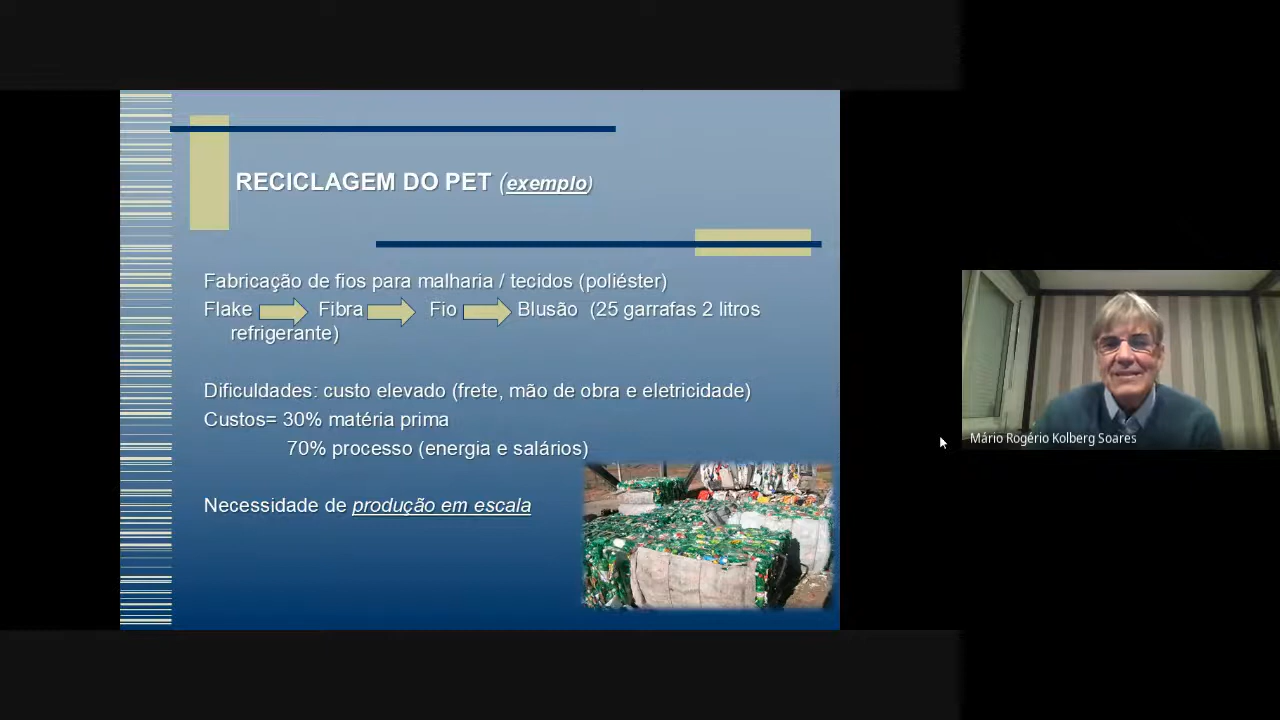 RECICLAGEM DO PET (exemplo)
Fabricação de fios para malharia / tecidos (poliéster)
Flake Fibra Fio Blusão (25 garrafas 2 litros
refrigerante)
Dificuldades: custo elevado (frete, mão de obra e eletricidade)
Custos= 30% matéria prima
70% processo (energia e salários)
Necessidade de produção em escala
Mário Rogério Kolberg Soares